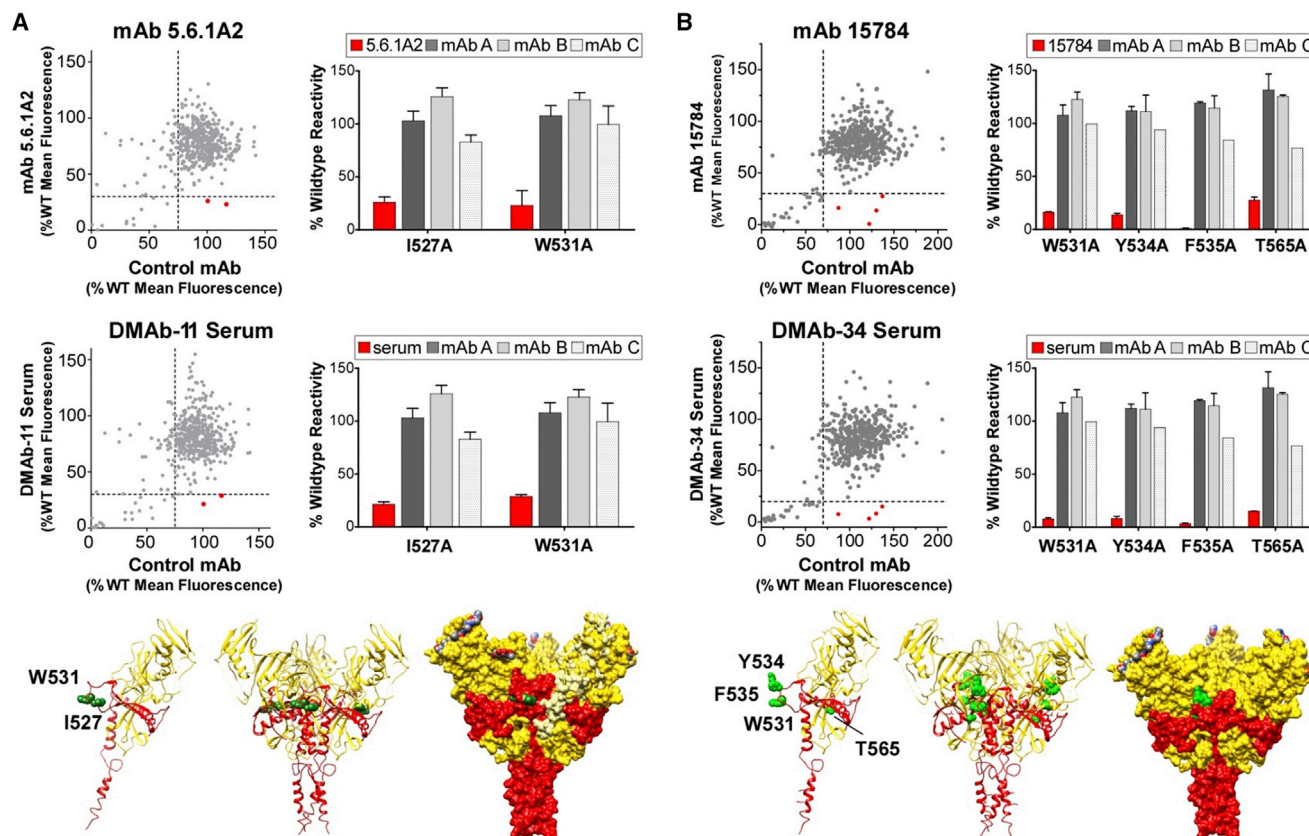 A
mAb 5.6.1A2
mAb 5.6.1A2
(%WT Mean Fluorescence)
150
100
50
0
0 50 100 150
Control mAb
(% WT Mean Fluorescence)
5.6.1A2 mAb A mAb B mAb C
% Wildtype Reactivity
150
100
50
0
I527A W531A
DMAb-11 Serum
DMAb-11 Serum
(%WT Mean Fluorescence)
150
100
50
0
0 50 100 150
Control mAb
(% WT Mean Fluorescence)
serum mAb A mAb B mAb C
% Wildtype Reactivity
150
100
50
0
I527A W531A
W531
I527
B
mAb 15784
mAb 15784
(%WT Mean Fluorescence)
150
100
50
0
0 50 100 150 200
Control mAb
(% WT Mean Fluorescence)
15784 mAb A mAb B mAb C
% Wildtype Reactivity
150
100
50
0
W531A Y534A F535A T565A
DMAb-34 Serum
DMAb-34 Serum
(%WT Mean Fluorescence)
150
100
50
0
0 50 100 150 200
Control mAb
(% WT Mean Fluorescence)
serum mAb A mAb B mAb C
% Wildtype Reactivity
150
100
50
0
W531A Y534A F535A T565A
Y534
F535
W531
T565